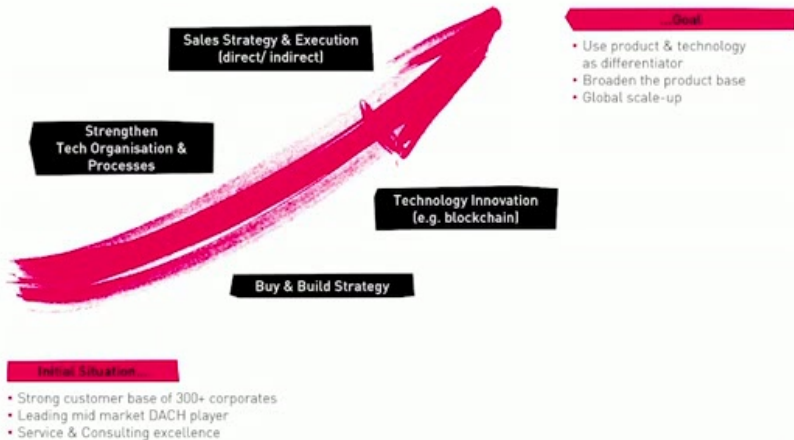 Sales Strategy & Execution
(direct/ indirect)
...Goal
• Use product & technology
as differentiator
• Broaden the product base
• Global scale-up
Strengthen
Tech Organisation &
Processes
Technology Innovation
(e.g. blockchain)
Buy & Build Strategy
Initial Situation...
• Strong customer base of 300+ corporates
• Leading mid market DACH player
• Service & Consulting excellence